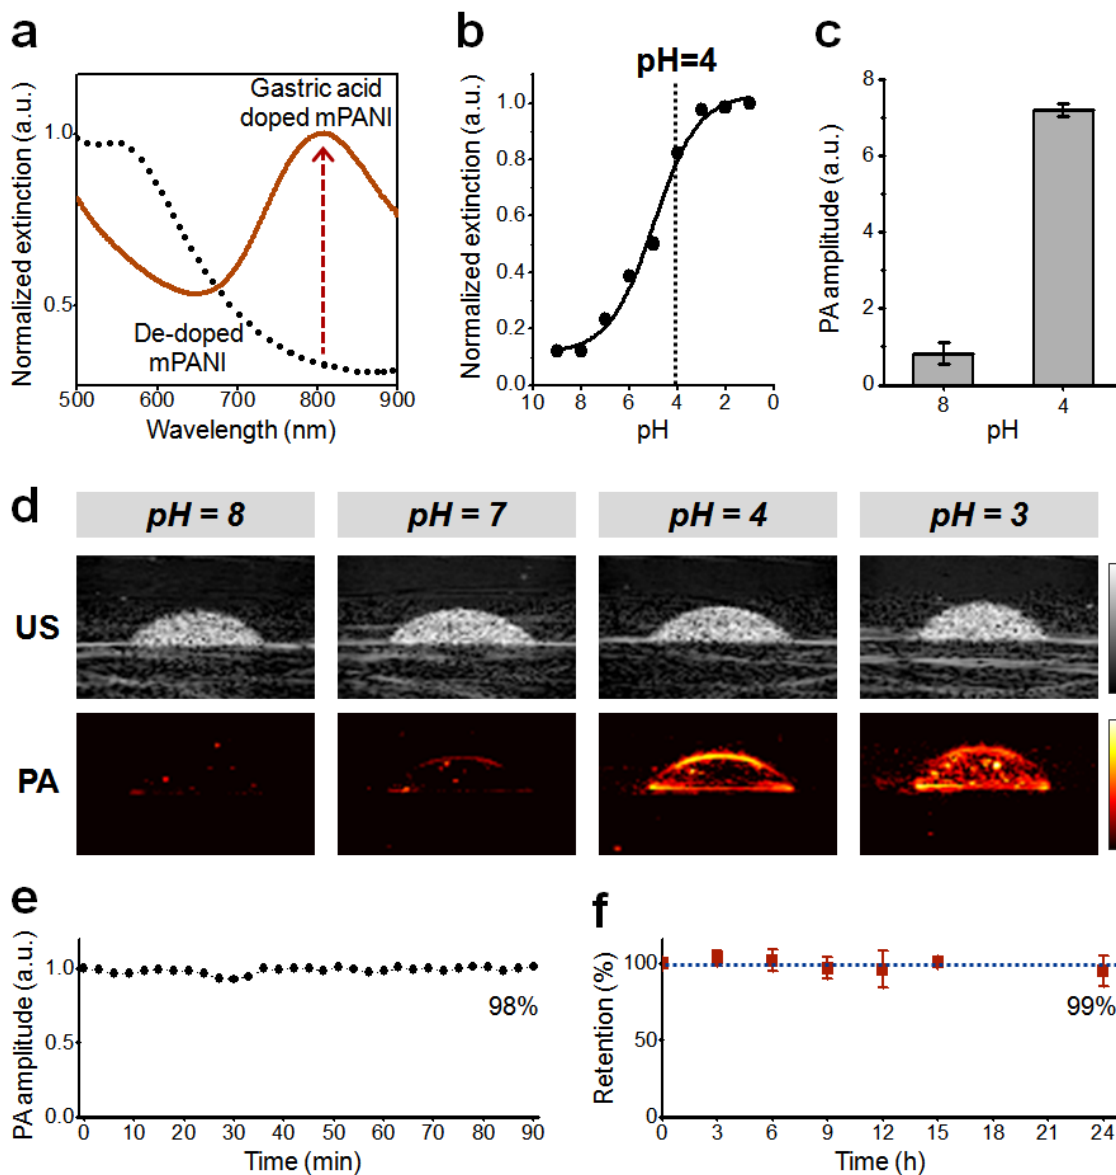 a
Normalized extinction (a.u.)
1.0
0.5
Gastric acid
doped mPANI
De-doped
mPANI
500 600 700 800 900
Wavelength (nm)
b
pH=4
Normalized extinction (a.u.)
1.0
0.8
0.6
0.4
0.2
0.0
10 8 6 4 2 0
pH
c
PA amplitude (a.u.)
8
6
4
2
0
8 4
pH
d
pH = 8 pH = 7 pH = 4 pH = 3
US
PA
e
PA amplitude (a.u.)
1.0
0.5
0.0
98%
0 10 20 30 40 50 60 70 80 90
Time (min)
f
Retention (%)
100
50
0
99%
0 3 6 9 12 15 18 21 24
Time (h)